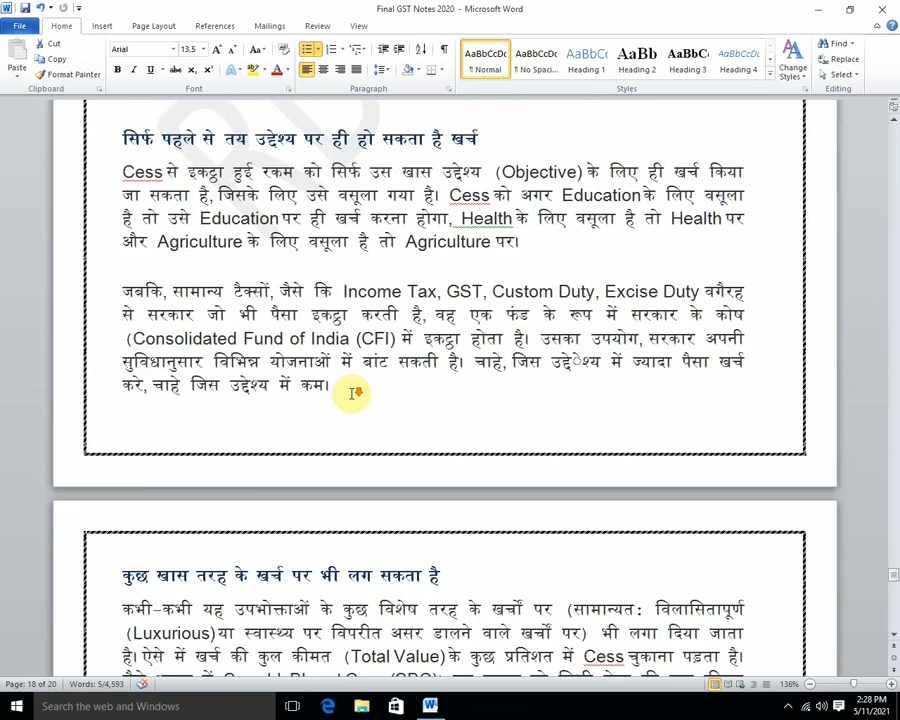 Final GST Notes 2020 - Microsoft Word
File Home Insert Page Layout References Mailings Review View
Cut
Copy
Format Painter
Paste
Clipboard
Arial 13.5
Font
Paragraph
AaBbCcDc AaBbCcDc AaBbCc AaBb AaBbCc AaBbCc
¶ Normal ¶ No Spaci... Heading 1 Heading 2 Heading 3 Heading 4
Styles
Change
Styles
Find
Replace
Select
Editing
सिर्फ पहले से तय उद्देश्य पर ही हो सकता है खर्च
Cess से इकट्ठा हुई रकम को सिर्फ उस खास उद्देश्य (Objective) के लिए ही खर्च किया
जा सकता है, जिसके लिए उसे वसूला गया है। Cess को अगर Education के लिए वसूला
है तो उसे Education पर ही खर्च करना होगा, Health के लिए वसूला है तो Health पर
और Agriculture के लिए वसूला है तो Agriculture पर।
जबकि, सामान्य टैक्सों, जैसे कि Income Tax, GST, Custom Duty, Excise Duty वगैरह
से सरकार जो भी पैसा इकट्ठा करती है, वह एक फंड के रूप में सरकार के कोष
(Consolidated Fund of India (CFI) में इकट्ठा होता है। उसका उपयोग, सरकार अपनी
सुविधानुसार विभिन्न योजनाओं में बांट सकती है। चाहे, जिस उद्देेश्य में ज्यादा पैसा खर्च
करे, चाहे जिस उद्देश्य में कम।
कुछ खास तरह के खर्च पर भी लग सकता है
कभी-कभी यह उपभोक्ताओं के कुछ विशेष तरह के खर्चों पर (सामान्यत: विलासितापूर्ण
(Luxurious) या स्वास्थ्य पर विपरीत असर डालने वाले खर्चों पर) भी लगा दिया जाता
है। ऐसे में खर्च की कुल कीमत (Total Value) के कुछ प्रतिशत में Cess चुकाना पड़ता है।
Page: 18 of 20 Words: 5/4,593 136%
Search the web and Windows
2:28 PM
5/11/2021